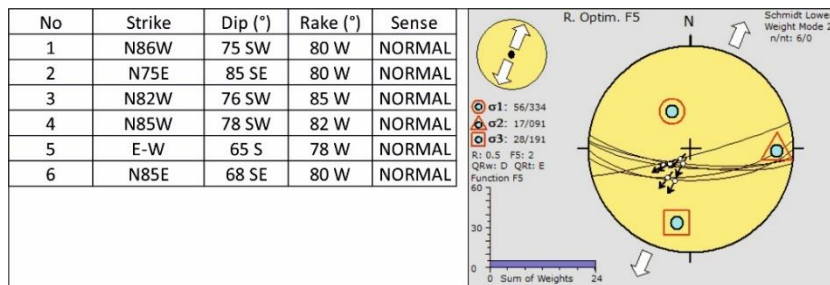 No Strike Dip (°) Rake (°) Sense
1 N86W 75 SW 80 W NORMAL
2 N75E 85 SE 80 W NORMAL
3 N82W 76 SW 85 W NORMAL
4 N85W 78 SW 82 W NORMAL
5 E-W 65 S 78 W NORMAL
6 N85E 68 SE 80 W NORMAL
R. Optim. F5
N
Schmidt Lower
Weight Mode 2
n/nt: 6/0
σ1: 56/334
σ2: 17/091
σ3: 28/191
R: 0.5 F5: 2
QRw: D QRt: E
Function F5
60
30
0
0 Sum of Weights 24